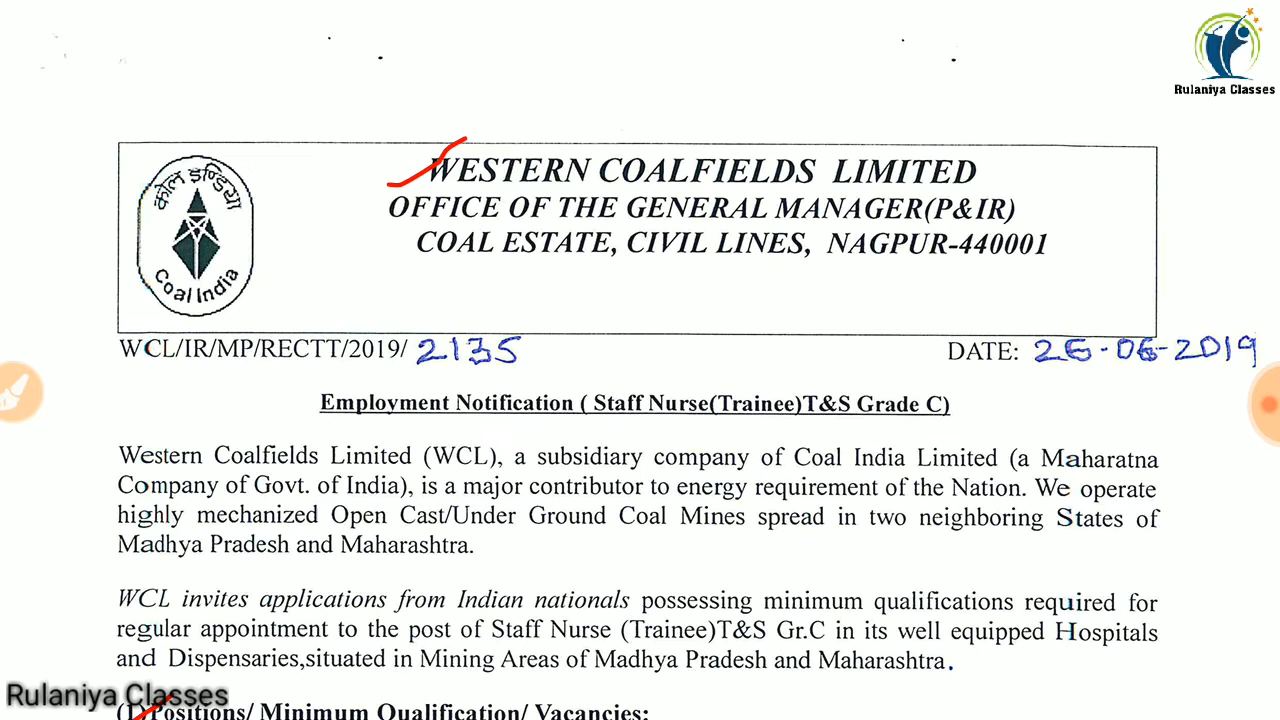 Rulaniya Classes
कोल इण्डिया
Coal India
WESTERN COALFIELDS LIMITED
OFFICE OF THE GENERAL MANAGER(P&IR)
COAL ESTATE, CIVIL LINES, NAGPUR-440001
WCL/IR/MP/RECTT/2019/ 2135 DATE: 26-06-2019
Employment Notification ( Staff Nurse(Trainee)T&S Grade C)
Western Coalfields Limited (WCL), a subsidiary company of Coal India Limited (a Maharatna
Company of Govt. of India), is a major contributor to energy requirement of the Nation. We operate
highly mechanized Open Cast/Under Ground Coal Mines spread in two neighboring States of
Madhya Pradesh and Maharashtra.
WCL invites applications from Indian nationals possessing minimum qualifications required for
regular appointment to the post of Staff Nurse (Trainee)T&S Gr.C in its well equipped Hospitals
and Dispensaries,situated in Mining Areas of Madhya Pradesh and Maharashtra.
Rulaniya Classes
(1)Positions/ Minimum Qualification/ Vacancies: